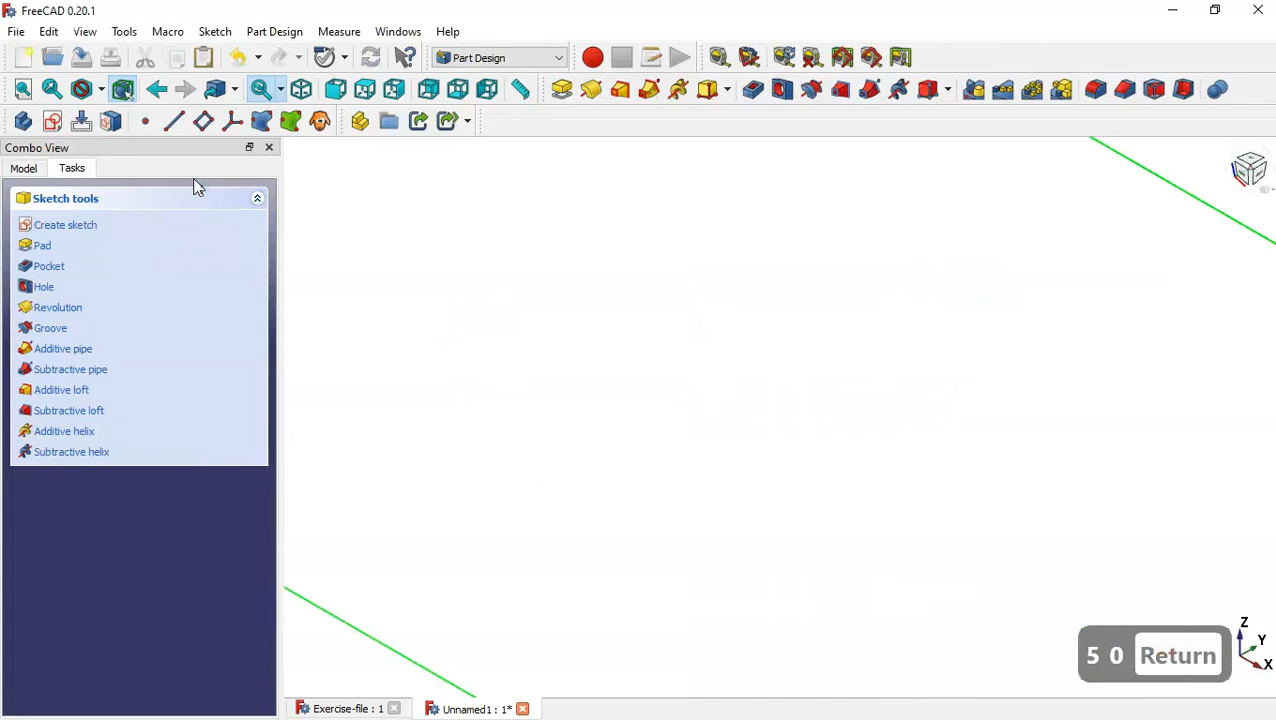 FreeCAD 0.20.1
File Edit View Tools Macro Sketch Part Design Measure Windows Help
Part Design
Combo View
Model Tasks
Sketch tools
Create sketch
Pad
Pocket
Hole
Revolution
Groove
Additive pipe
Subtractive pipe
Additive loft
Subtractive loft
Additive helix
Subtractive helix
5 0 Return
Z
Y
X
Exercise-file : 1 Unnamed1 : 1*